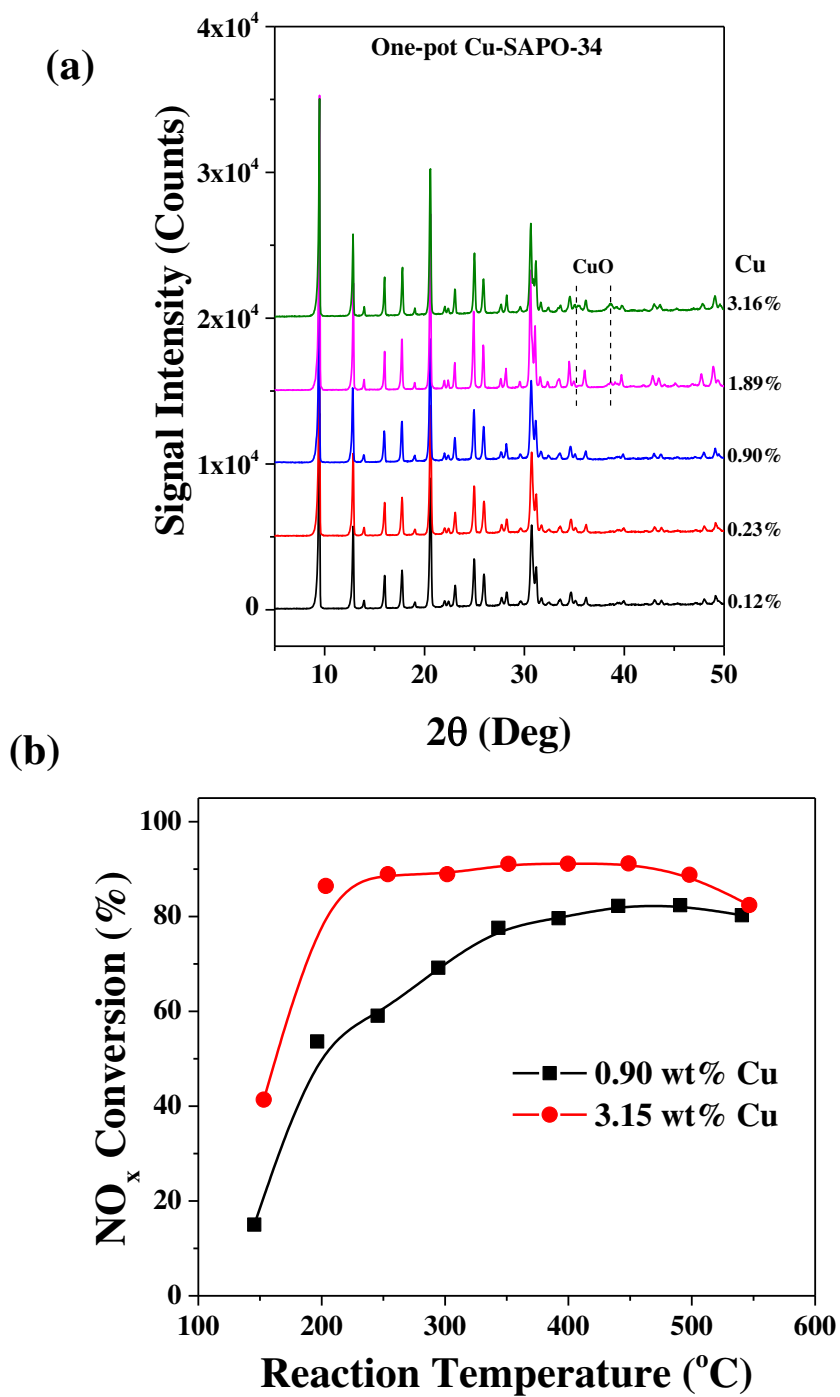 (a)
One-pot Cu-SAPO-34
Signal Intensity (Counts)
4x10⁴
3x10⁴
2x10⁴
1x10⁴
0
CuO
Cu
3.16%
1.89%
0.90%
0.23%
0.12%
10 20 30 40 50
2θ (Deg)
(b)
NOₓ Conversion (%)
100
80
60
40
20
0
0.90 wt% Cu
3.15 wt% Cu
100 200 300 400 500 600
Reaction Temperature (°C)